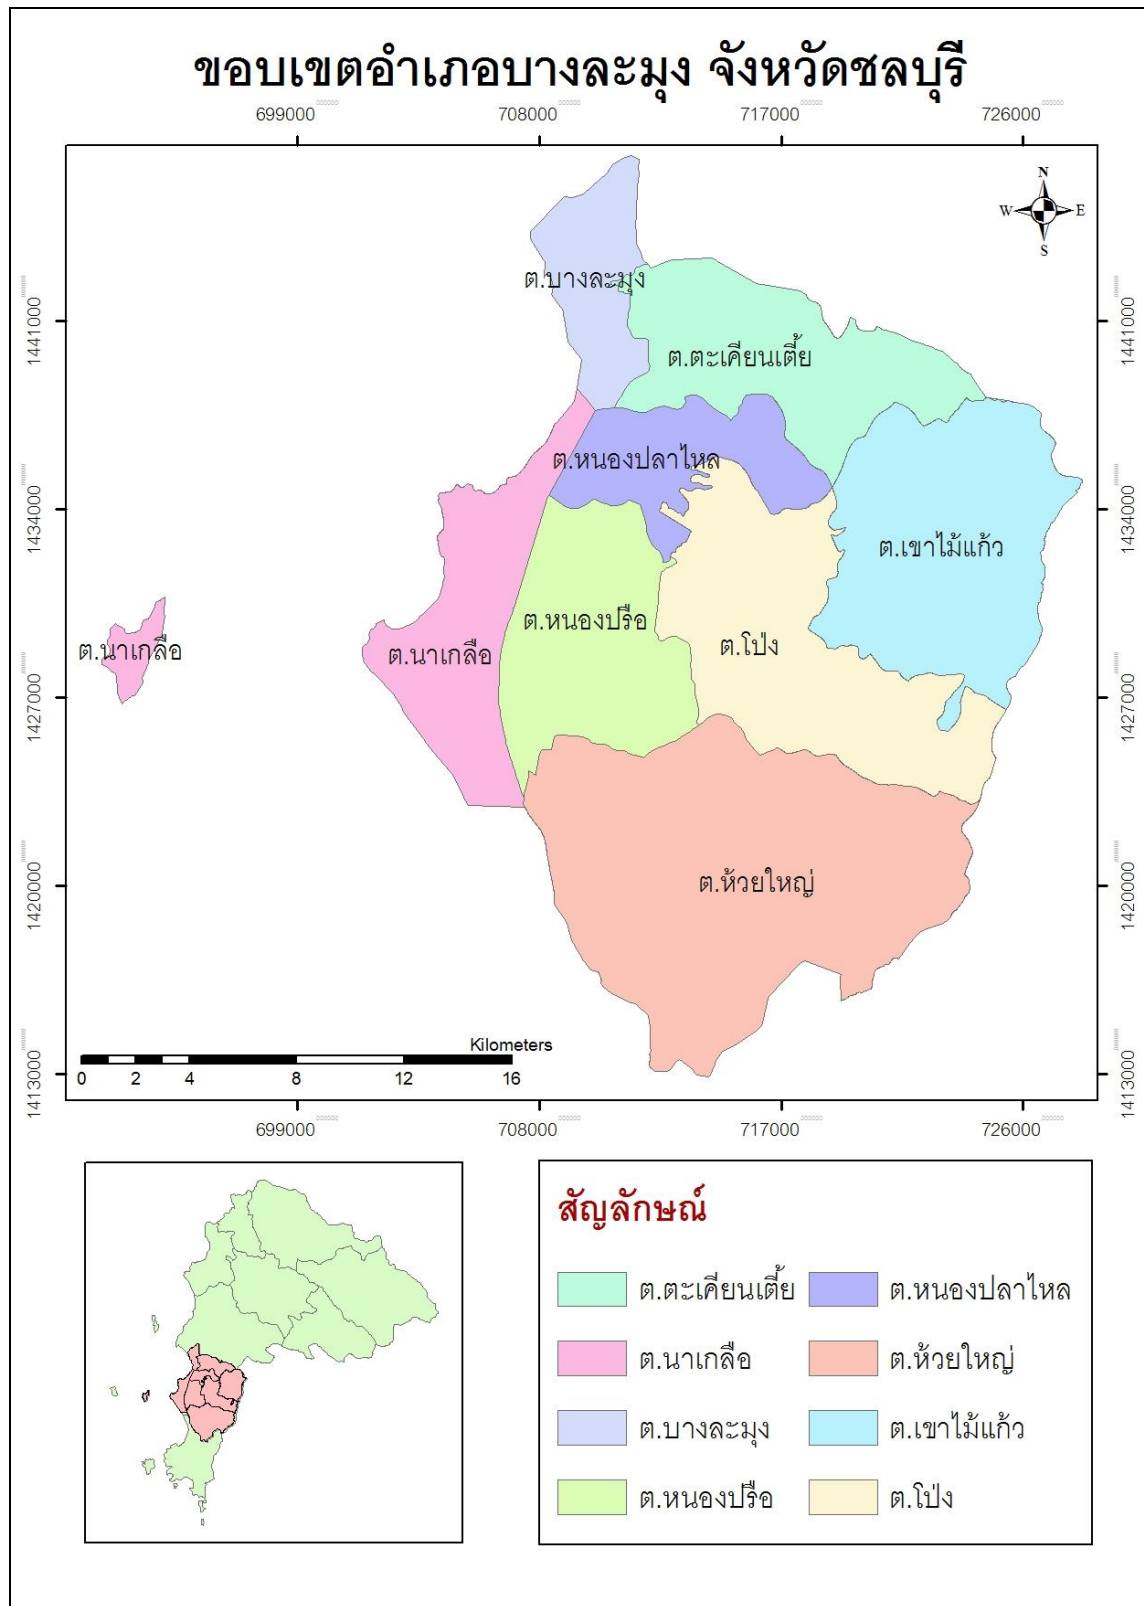 ขอบเขตอำเภอบางละมุง จังหวัดชลบุรี
699000 708000 717000 726000
N
W E
S
ต.บางละมุง
1441000 1441000
ต.ตะเคียนเตี้ย
ต.หนองปลาไหล
1434000 1434000
ต.เขาไม้แก้ว
ต.หนองปรือ
ต.นาเกลือ ต.นาเกลือ ต.โป่ง
1427000 1427000
ต.ห้วยใหญ่
1420000 1420000
Kilometers
0 2 4 8 12 16
1413000 1413000
699000 708000 717000 726000
สัญลักษณ์
ต.ตะเคียนเตี้ย ต.หนองปลาไหล
ต.นาเกลือ ต.ห้วยใหญ่
ต.บางละมุง ต.เขาไม้แก้ว
ต.หนองปรือ ต.โป่ง